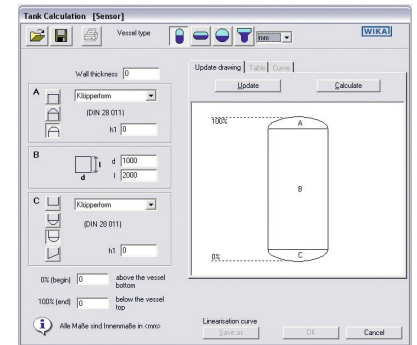 Tank Calculation [Sensor]
Vessel type
mm
WIKAI
Wall thickness 0
Update drawing Table Curve
Update Calculate
A
Klöpperform
(DIN 28 011)
h1 0
100%
A
B
C
0%
B
l
d
d 1000
l 2000
C
Klöpperform
(DIN 28 011)
h1 0
0% (begin) 0 above the vessel
bottom
100% (end) 0 below the vessel
top
Alle Maße sind Innenmaße in <mm>
Linearisation curve
Save as OK Cancel